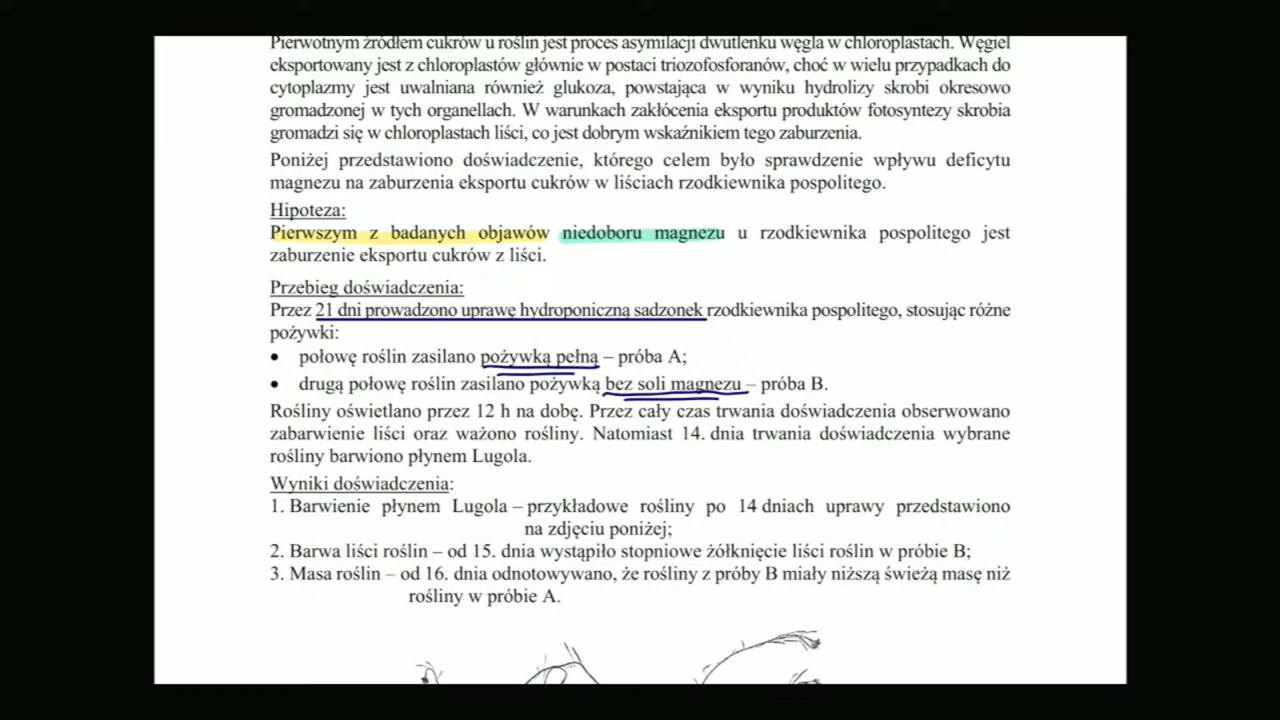 Pierwotnym źródłem cukrów u roślin jest proces asymilacji dwutlenku węgla w chloroplastach. Węgiel
eksportowany jest z chloroplastów głównie w postaci triozofosforanów, choć w wielu przypadkach do
cytoplazmy jest uwalniana również glukoza, powstająca w wyniku hydrolizy skrobi okresowo
gromadzonej w tych organellach. W warunkach zakłócenia eksportu produktów fotosyntezy skrobia
gromadzi się w chloroplastach liści, co jest dobrym wskaźnikiem tego zaburzenia.
Poniżej przedstawiono doświadczenie, którego celem było sprawdzenie wpływu deficytu
magnezu na zaburzenia eksportu cukrów w liściach rzodkiewnika pospolitego.
Hipoteza:
Pierwszym z badanych objawów niedoboru magnezu u rzodkiewnika pospolitego jest
zaburzenie eksportu cukrów z liści.
Przebieg doświadczenia:
Przez 21 dni prowadzono uprawę hydroponiczną sadzonek rzodkiewnika pospolitego, stosując różne
pożywki:
• połowę roślin zasilano pożywką pełną – próba A;
• drugą połowę roślin zasilano pożywką bez soli magnezu – próba B.
Rośliny oświetlano przez 12 h na dobę. Przez cały czas trwania doświadczenia obserwowano
zabarwienie liści oraz ważono rośliny. Natomiast 14. dnia trwania doświadczenia wybrane
rośliny barwiono płynem Lugola.
Wyniki doświadczenia:
1. Barwienie płynem Lugola – przykładowe rośliny po 14 dniach uprawy przedstawiono
na zdjęciu poniżej;
2. Barwa liści roślin – od 15. dnia wystąpiło stopniowe żółknięcie liści roślin w próbie B;
3. Masa roślin – od 16. dnia odnotowywano, że rośliny z próby B miały niższą świeżą masę niż
rośliny w próbie A.